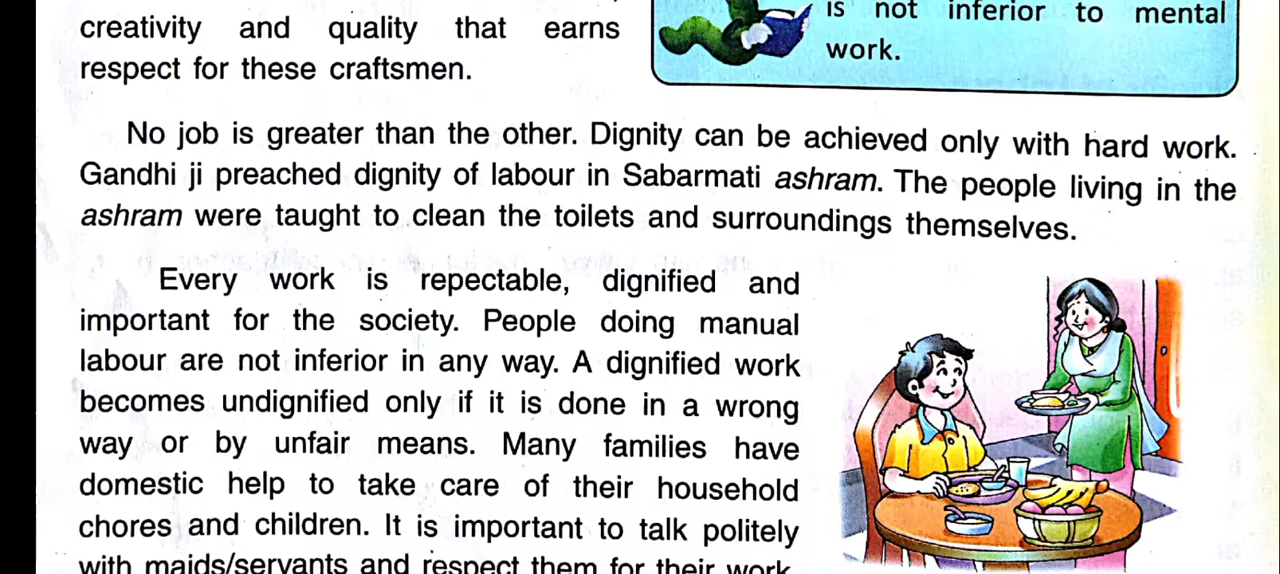 creativity and quality that earns
respect for these craftsmen.
is not inferior to mental
work.
No job is greater than the other. Dignity can be achieved only with hard work.
Gandhi ji preached dignity of labour in Sabarmati ashram. The people living in the
ashram were taught to clean the toilets and surroundings themselves.
Every work is repectable, dignified and
important for the society. People doing manual
labour are not inferior in any way. A dignified work
becomes undignified only if it is done in a wrong
way or by unfair means. Many families have
domestic help to take care of their household
chores and children. It is important to talk politely
with maids/servants and respect them for their work.